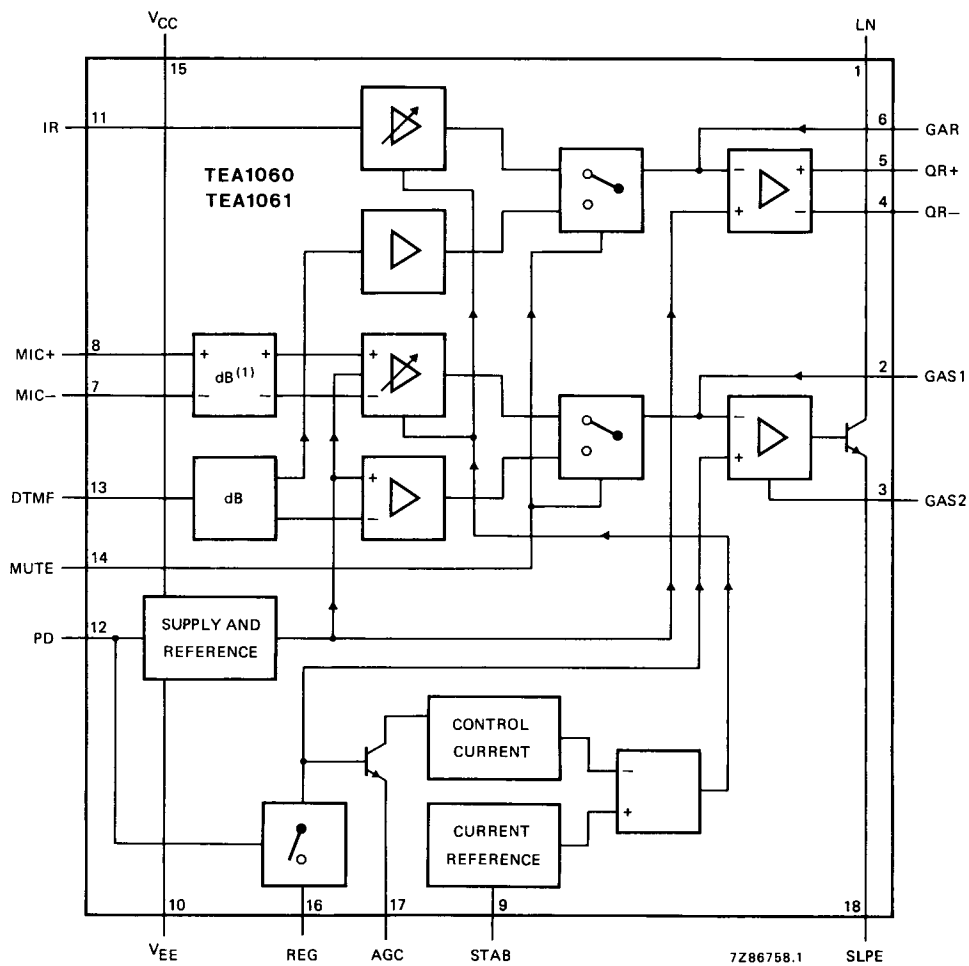 VCC
LN
15
1
IR
11
6
GAR
TEA1060
TEA1061
−
+
5
QR+
+
−
4
QR−
MIC+
8
+
+
+
2
GAS1
dB(1)
MIC−
7
−
−
−
−
+
3
GAS2
DTMF
13
dB
+
−
MUTE
14
PD
12
SUPPLY AND
REFERENCE
CONTROL
CURRENT
−
+
CURRENT
REFERENCE
10
16
17
9
18
VEE
REG
AGC
STAB
7Z86758.1
SLPE